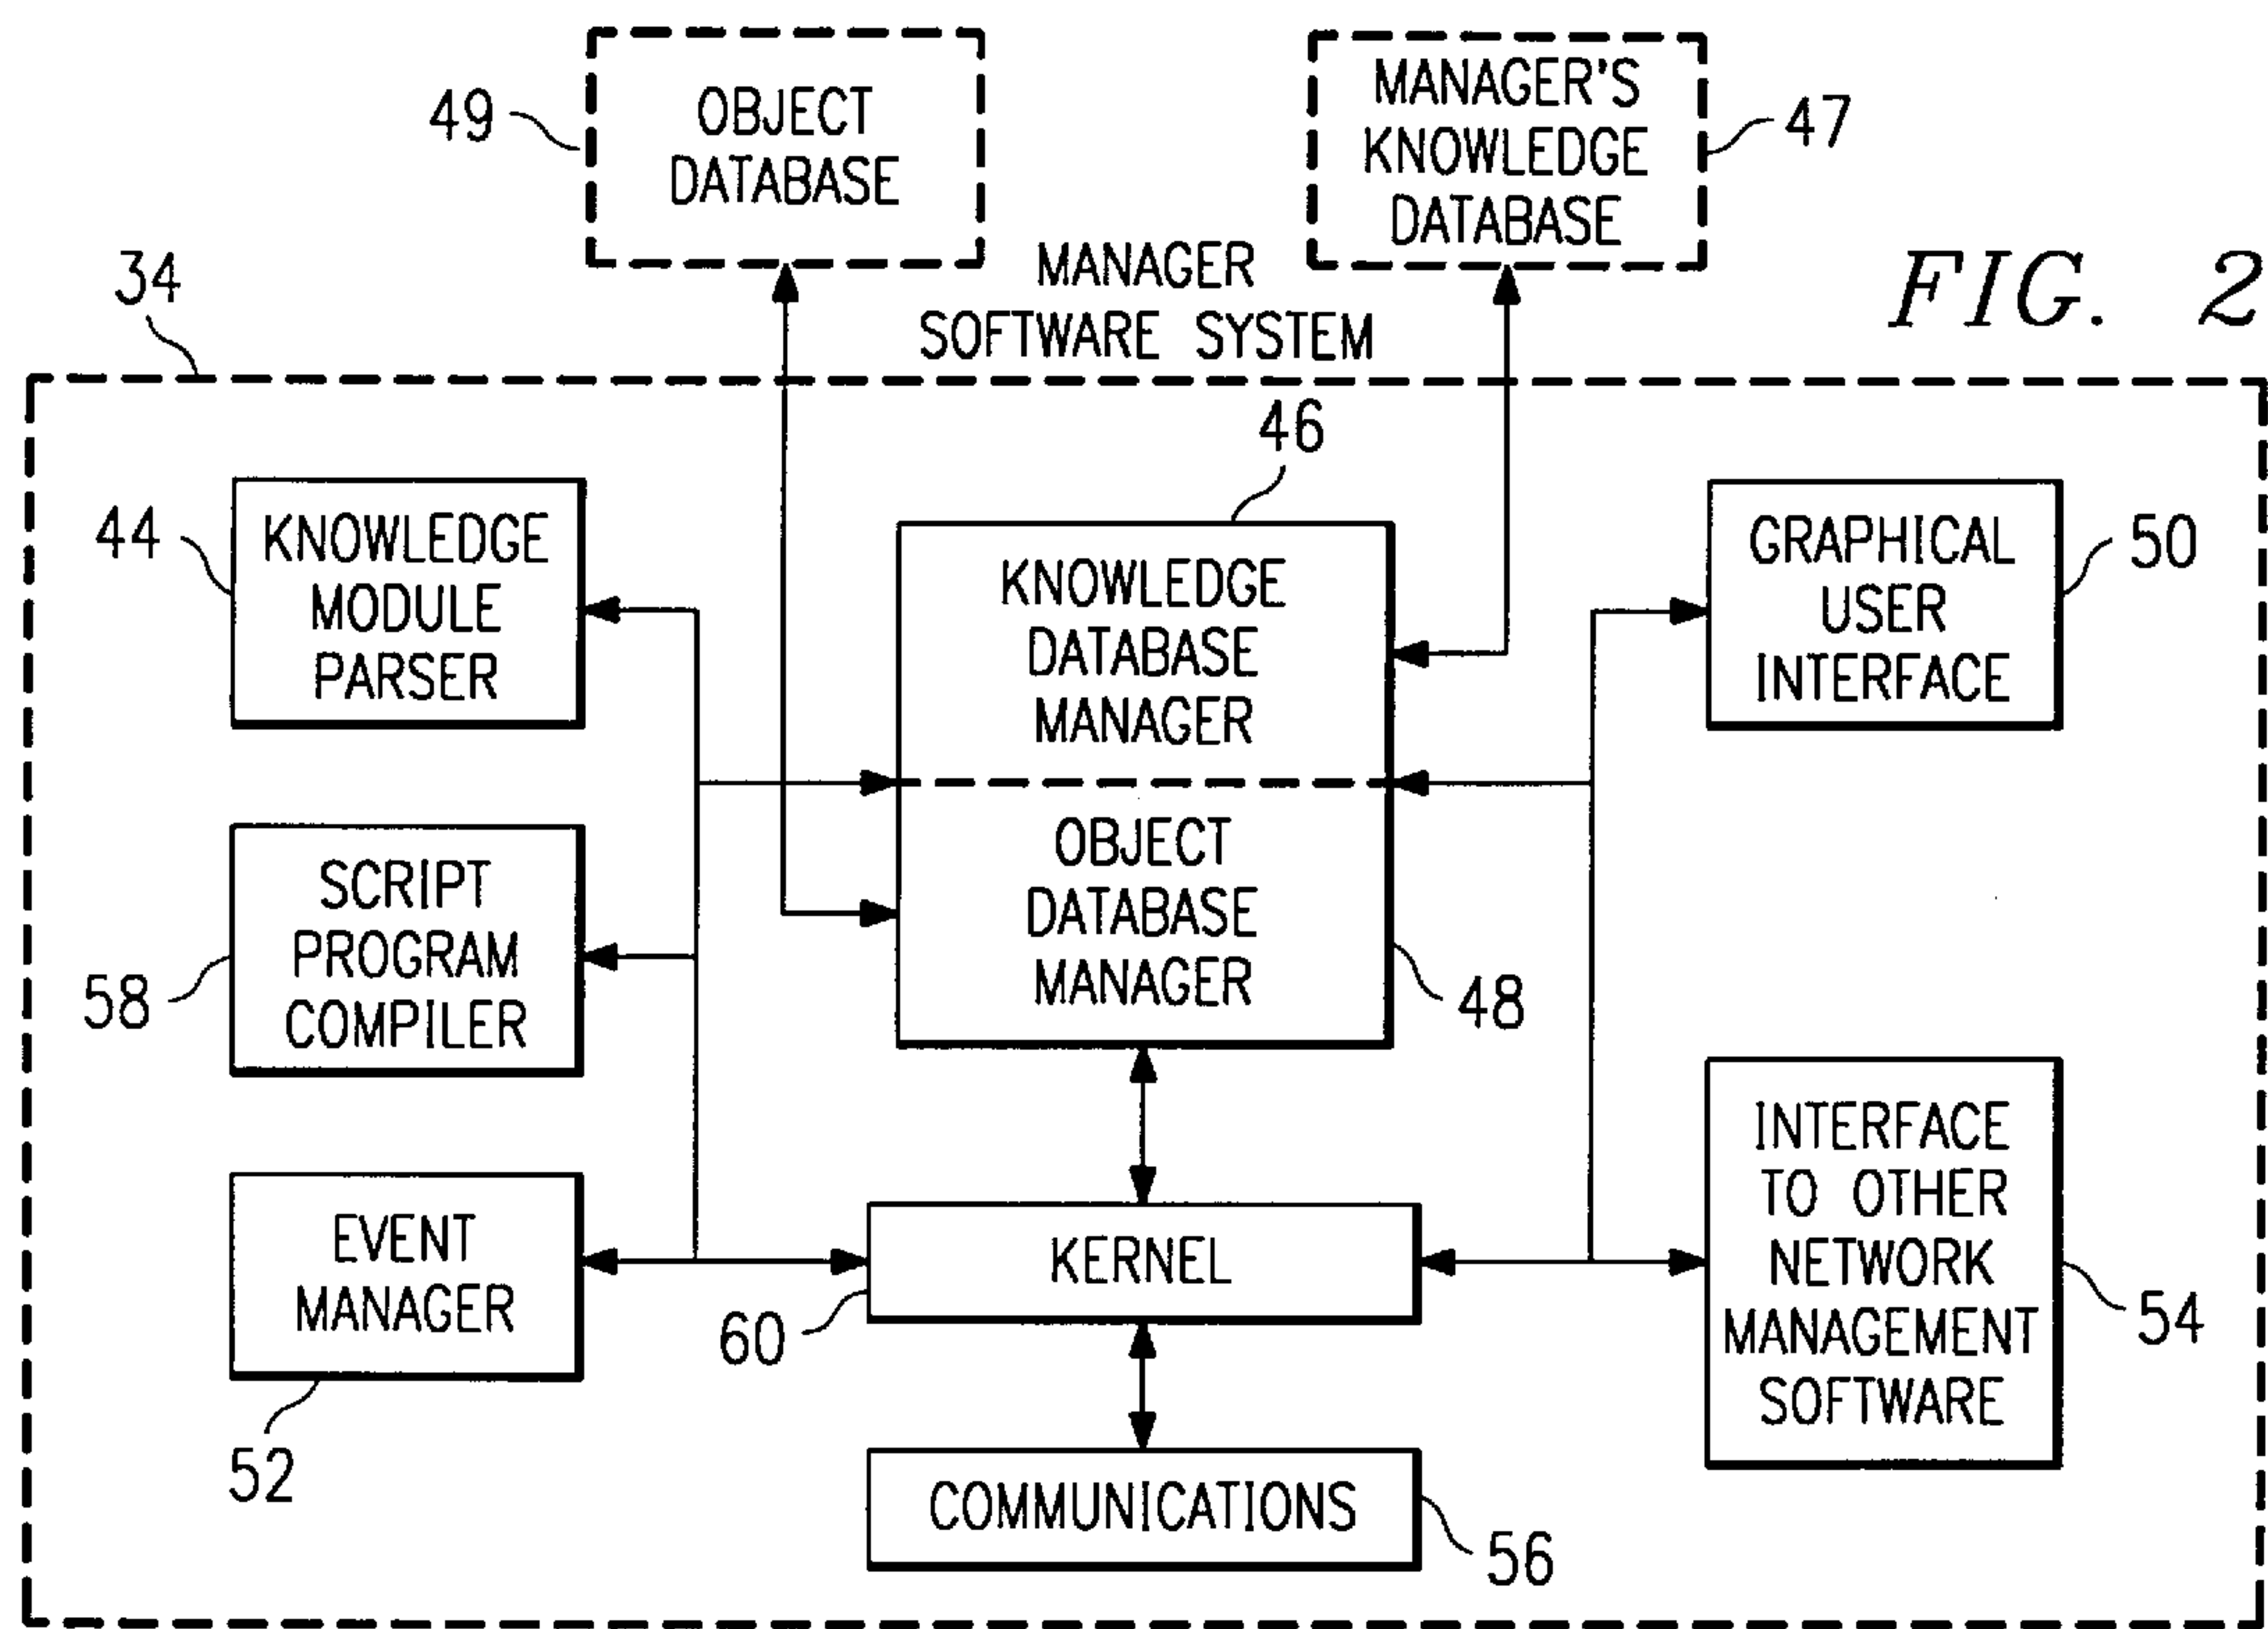 49
OBJECT
DATABASE
MANAGER'S
KNOWLEDGE
DATABASE
47
FIG. 2
34
MANAGER
SOFTWARE SYSTEM
46
44
KNOWLEDGE
MODULE
PARSER
KNOWLEDGE
DATABASE
MANAGER
GRAPHICAL
USER
INTERFACE
50
58
SCRIPT
PROGRAM
COMPILER
OBJECT
DATABASE
MANAGER
48
EVENT
MANAGER
52
KERNEL
60
INTERFACE
TO OTHER
NETWORK
MANAGEMENT
SOFTWARE
54
COMMUNICATIONS
56